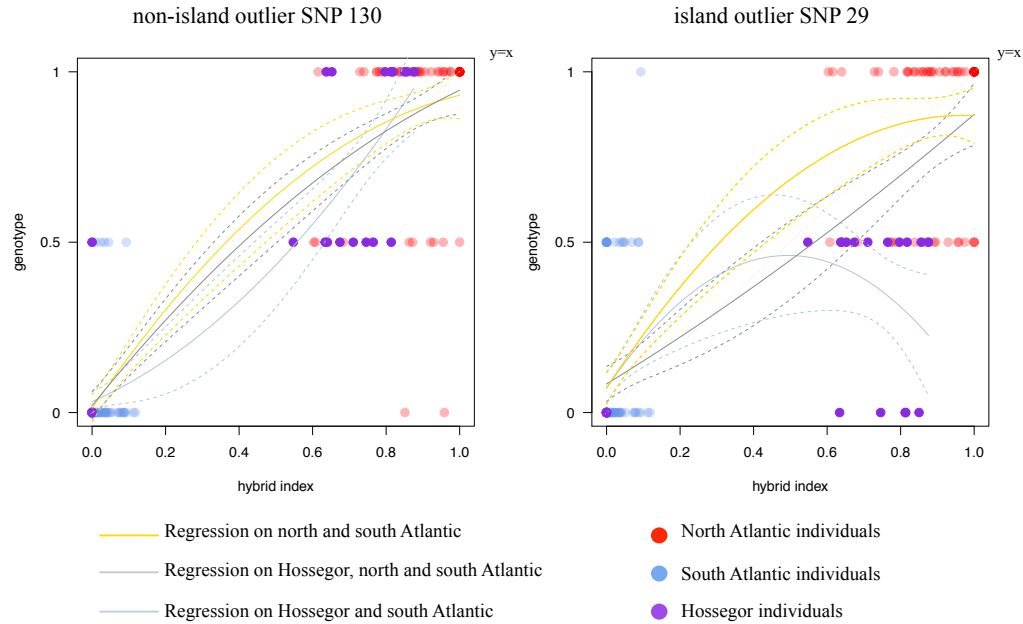 non-island outlier SNP 130
island outlier SNP 29
y=x
y=x
1
0.5
0
genotype
0.0
0.2
0.4
0.6
0.8
1.0
hybrid index
1
0.5
0
genotype
0.0
0.2
0.4
0.6
0.8
1.0
hybrid index
Regression on north and south Atlantic
Regression on Hossegor, north and south Atlantic
Regression on Hossegor and south Atlantic
North Atlantic individuals
South Atlantic individuals
Hossegor individuals